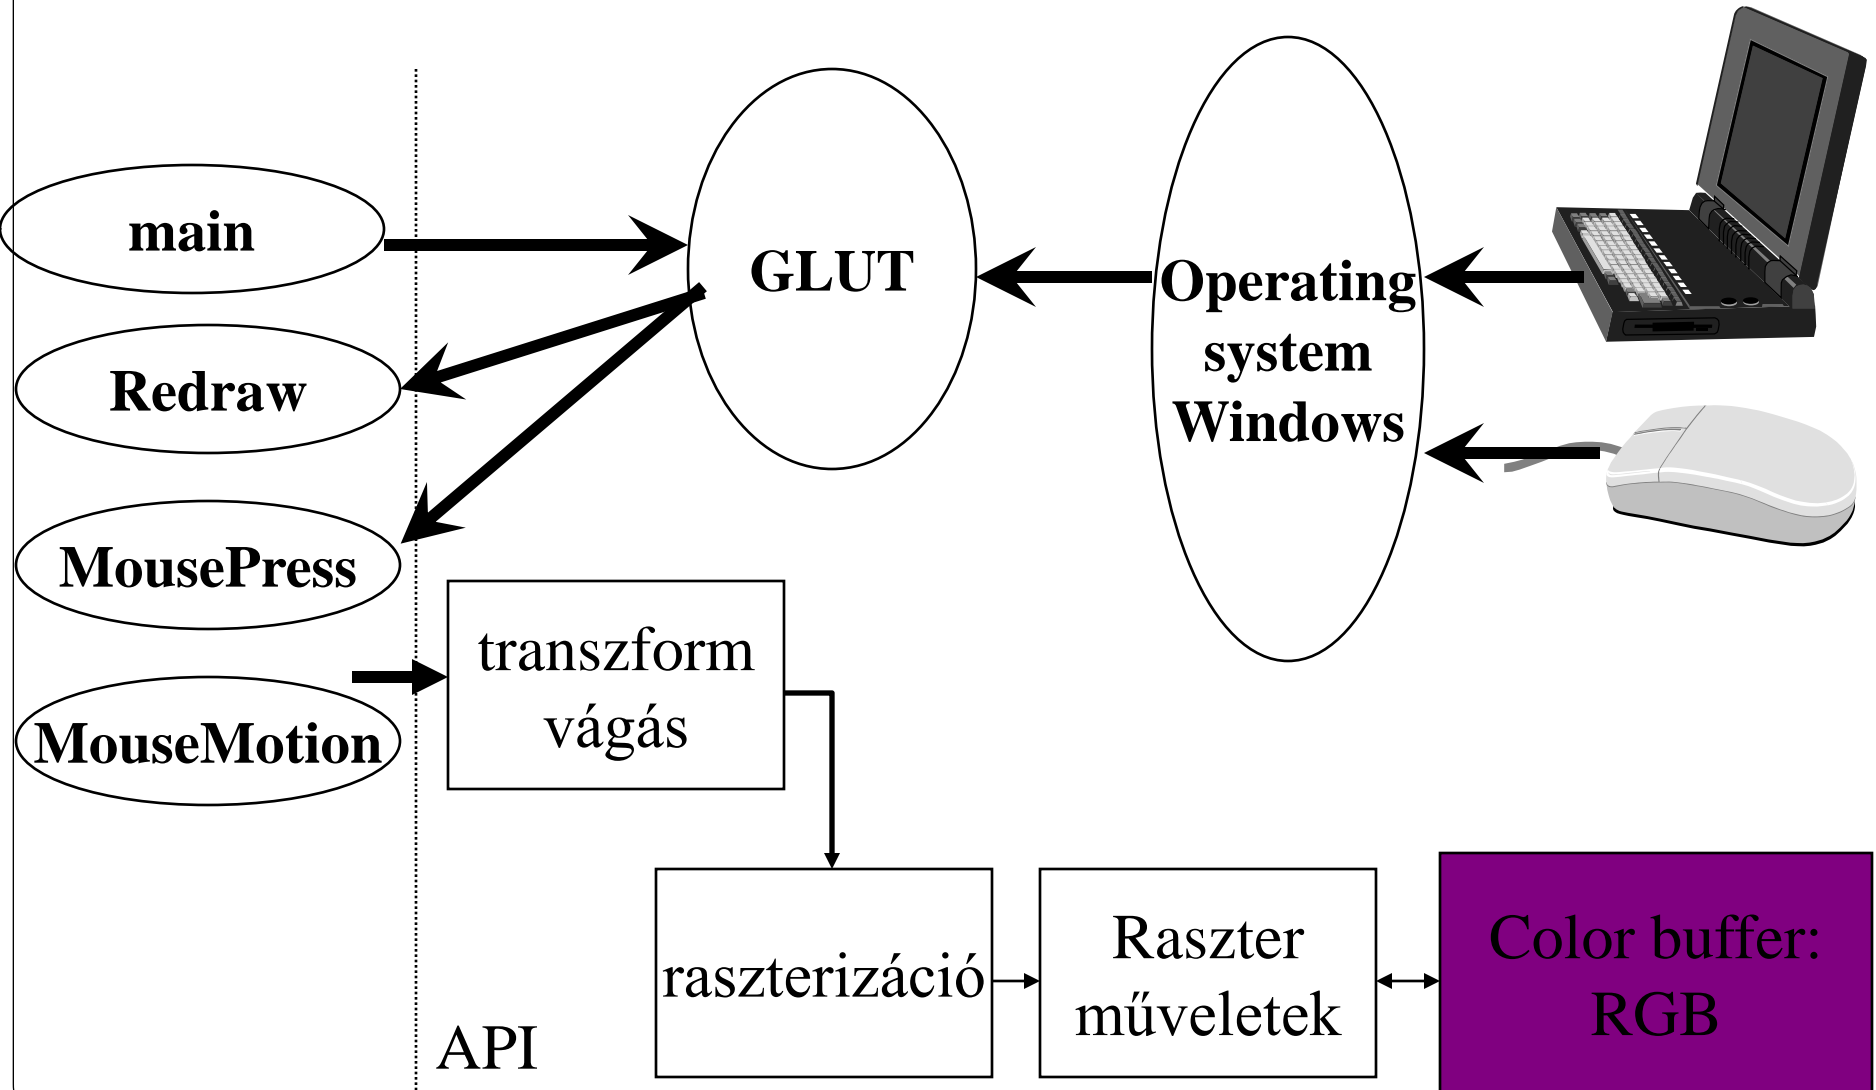 main
GLUT
Operating
system
Windows
Redraw
MousePress
MouseMotion
transzform
vágás
raszterizáció
Raszter
műveletek
Color buffer:
RGB
API